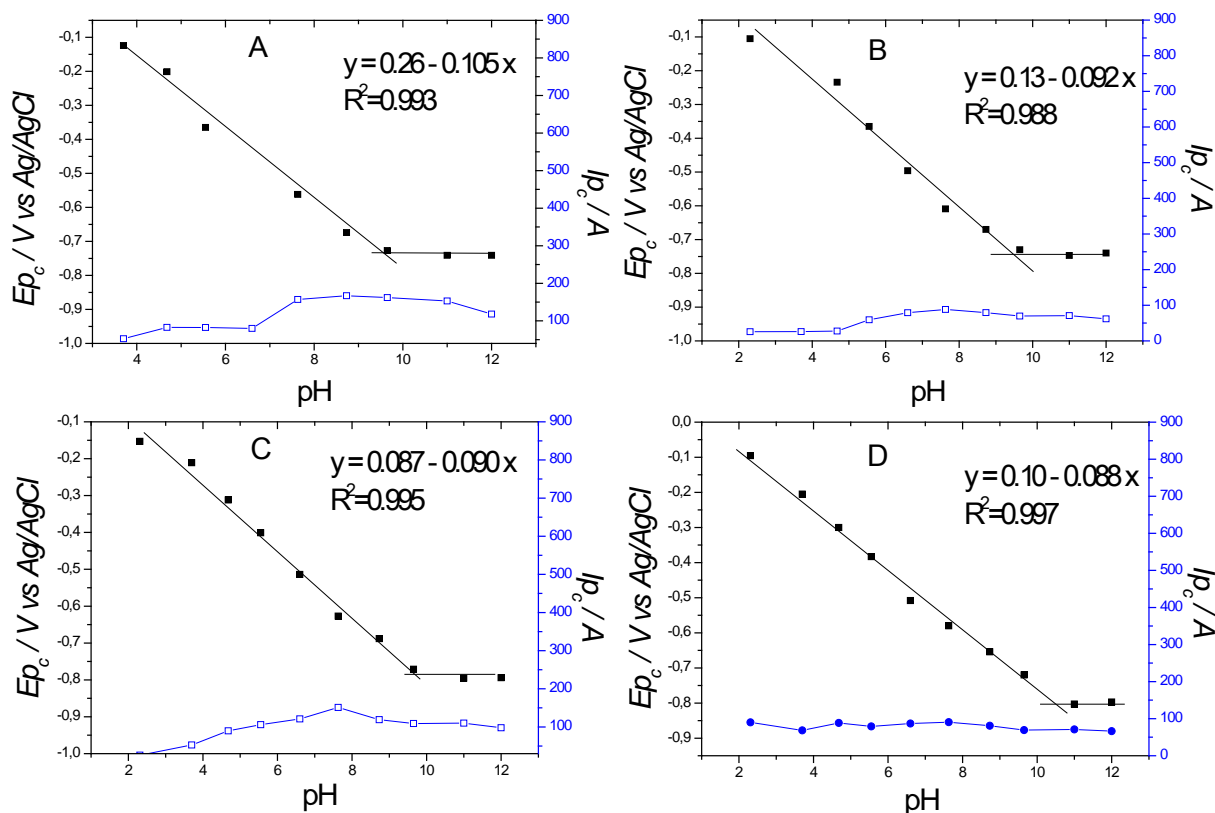 A
y = 0.26 - 0.105 x
R²=0.993
Ep_c / V vs Ag/AgCl
-0,1
-0,2
-0,3
-0,4
-0,5
-0,6
-0,7
-0,8
-0,9
-1,0
900
800
700
600
500
400
300
200
100
Ip_c / A
4 6 8 10 12
pH
B
y = 0.13 - 0.092 x
R²=0.988
Ep_c / V vs Ag/AgCl
-0,1
-0,2
-0,3
-0,4
-0,5
-0,6
-0,7
-0,8
-0,9
-1,0
900
800
700
600
500
400
300
200
100
0
Ip_c / A
2 4 6 8 10 12
pH
C
y = 0.087 - 0.090 x
R²=0.995
Ep_c / V vs Ag/AgCl
-0,1
-0,2
-0,3
-0,4
-0,5
-0,6
-0,7
-0,8
-0,9
-1,0
900
800
700
600
500
400
300
200
100
Ip_c / A
2 4 6 8 10 12
pH
D
y = 0.10 - 0.088 x
R²=0.997
Ep_c / V vs Ag/AgCl
0,0
-0,1
-0,2
-0,3
-0,4
-0,5
-0,6
-0,7
-0,8
-0,9
900
800
700
600
500
400
300
200
100
0
Ip_c / A
2 4 6 8 10 12
pH